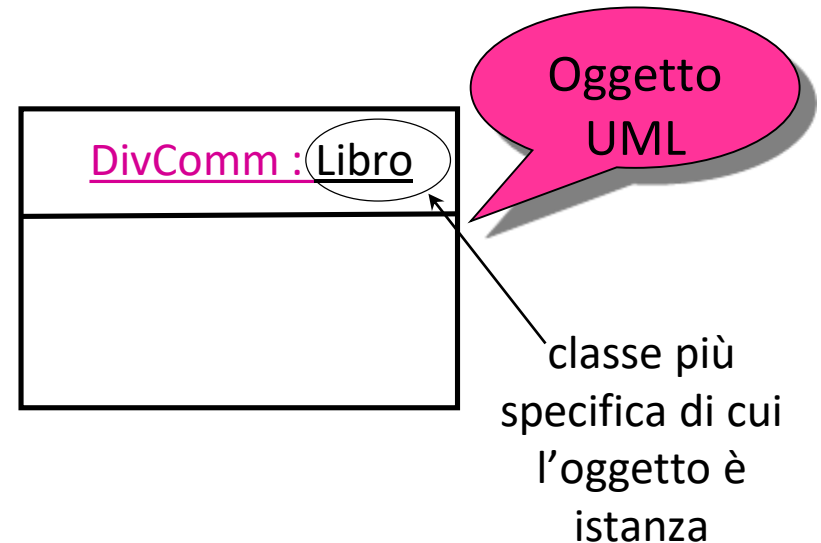 Oggetto
UML
DivComm : Libro
classe più
specifica di cui
l’oggetto è
istanza